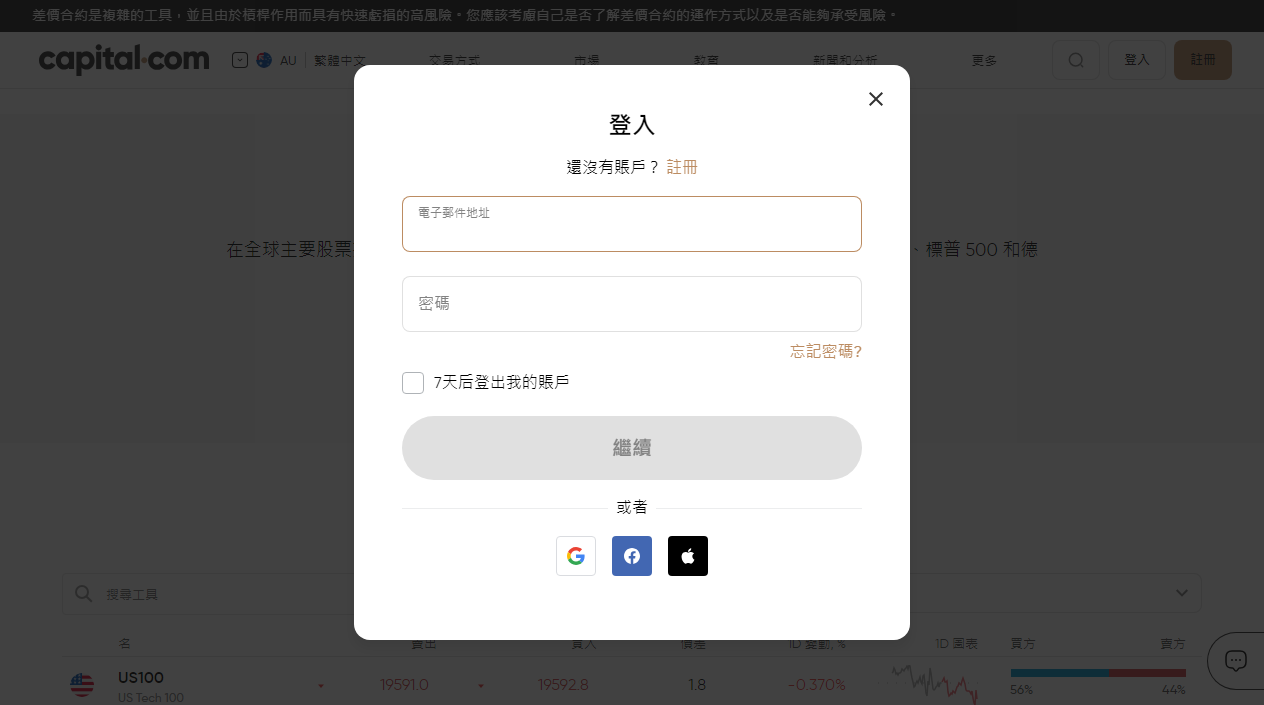 差價合約是複雜的工具，並且由於槓桿作用而具有快速虧損的高風險。您應該考慮自己是否了解差價合約的運作方式以及是否能夠承受風險。
capital.com AU 繁體中文 交易方式 市場 教育 新聞和分析 更多 登入 註冊
登入
還沒有賬戶？ 註冊
電子郵件地址
在全球主要股票 、標普 500 和德
密碼
忘記密碼?
7天后登出我的賬戶
繼續
或者
搜尋工具
名 賣出 買入 價差 1D 變動, % 1D 圖表 買方 賣方
US100 19591.0 19592.8 1.8 -0.370%
US Tech 100 56% 44%